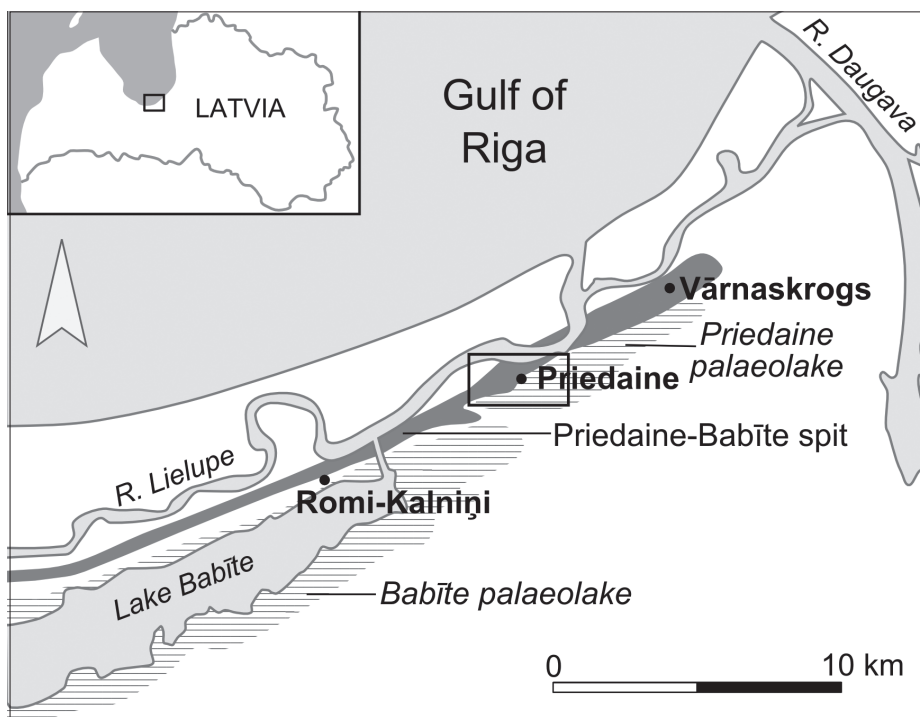 LATVIA
Gulf of
Riga
R. Daugava
Vārnaskrogs
Priedaine
palaeolake
Priedaine
Priedaine-Babīte spit
R. Lielupe
Romi-Kalniņi
Lake Babīte
Babīte palaeolake
0 10 km